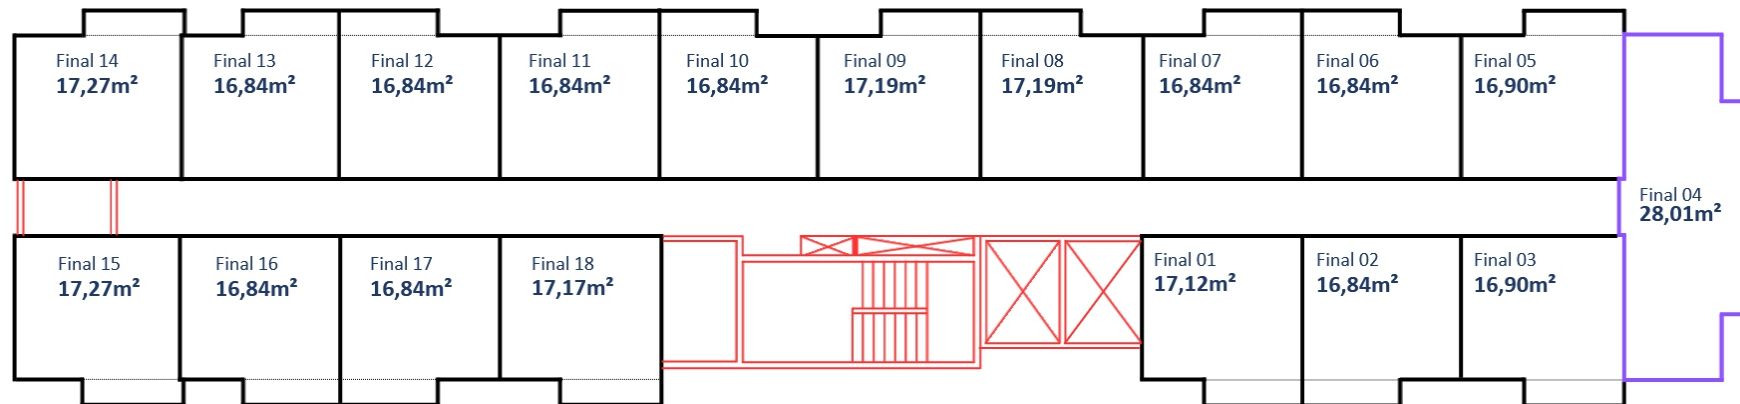 Final 14
17,27m²
Final 13
16,84m²
Final 12
16,84m²
Final 11
16,84m²
Final 10
16,84m²
Final 09
17,19m²
Final 08
17,19m²
Final 07
16,84m²
Final 06
16,84m²
Final 05
16,90m²
Final 04
28,01m²
Final 15
17,27m²
Final 16
16,84m²
Final 17
16,84m²
Final 18
17,17m²
Final 01
17,12m²
Final 02
16,84m²
Final 03
16,90m²